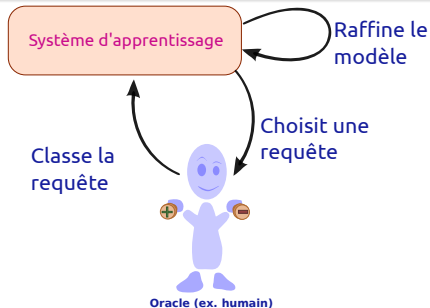 Système d'apprentissage
Raffine le
modèle
Choisit une
requête
Classe la
requête
+
−
Oracle (ex. humain)